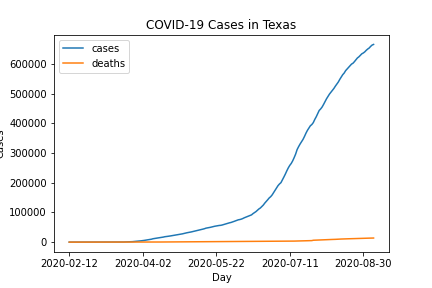 COVID-19 Cases in Texas
cases
deaths
600000
500000
400000
300000
200000
100000
0
cases
2020-02-12 2020-04-02 2020-05-22 2020-07-11 2020-08-30
Day